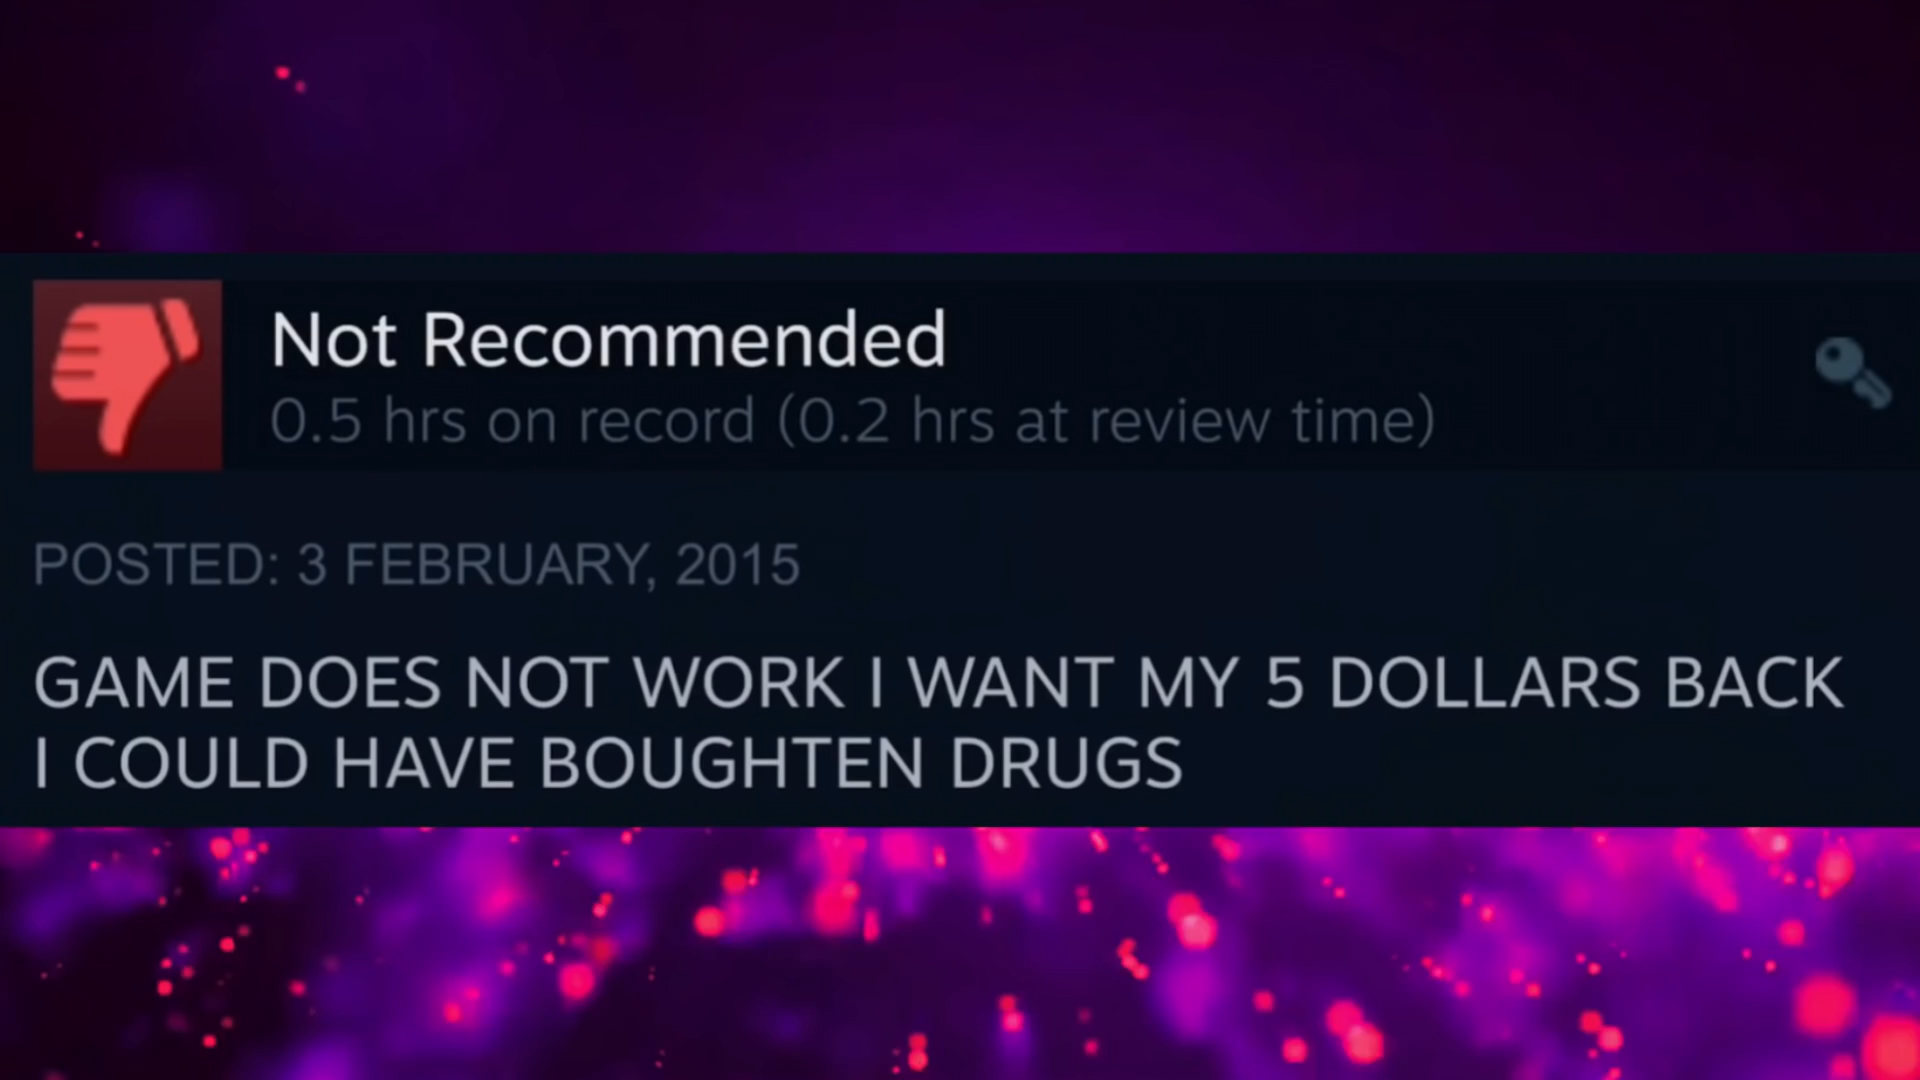 Not Recommended
0.5 hrs on record (0.2 hrs at review time)
POSTED: 3 FEBRUARY, 2015
GAME DOES NOT WORK I WANT MY 5 DOLLARS BACK
I COULD HAVE BOUGHTEN DRUGS